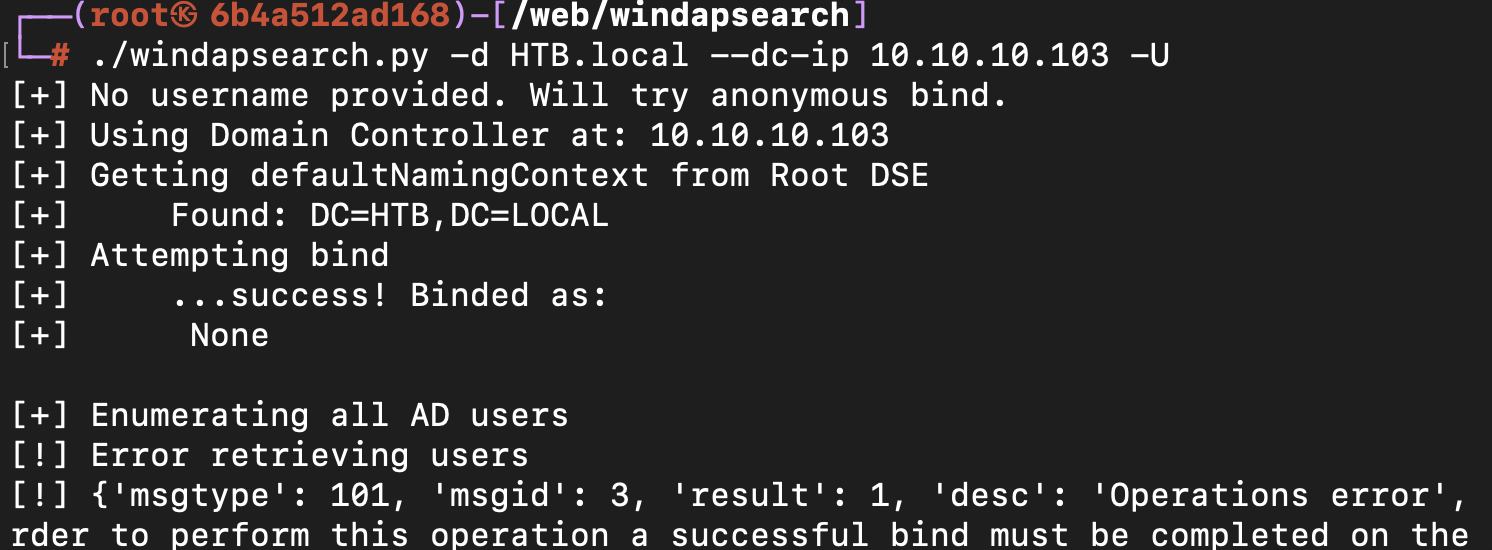 ┌──(root㉿6b4a512ad168)-[/web/windapsearch]
└─# ./windapsearch.py -d HTB.local --dc-ip 10.10.10.103 -U
[+] No username provided. Will try anonymous bind.
[+] Using Domain Controller at: 10.10.10.103
[+] Getting defaultNamingContext from Root DSE
[+]     Found: DC=HTB,DC=LOCAL
[+] Attempting bind
[+]     ...success! Binded as:
[+]      None
[+] Enumerating all AD users
[!] Error retrieving users
[!] {'msgtype': 101, 'msgid': 3, 'result': 1, 'desc': 'Operations error',
rder to perform this operation a successful bind must be completed on the